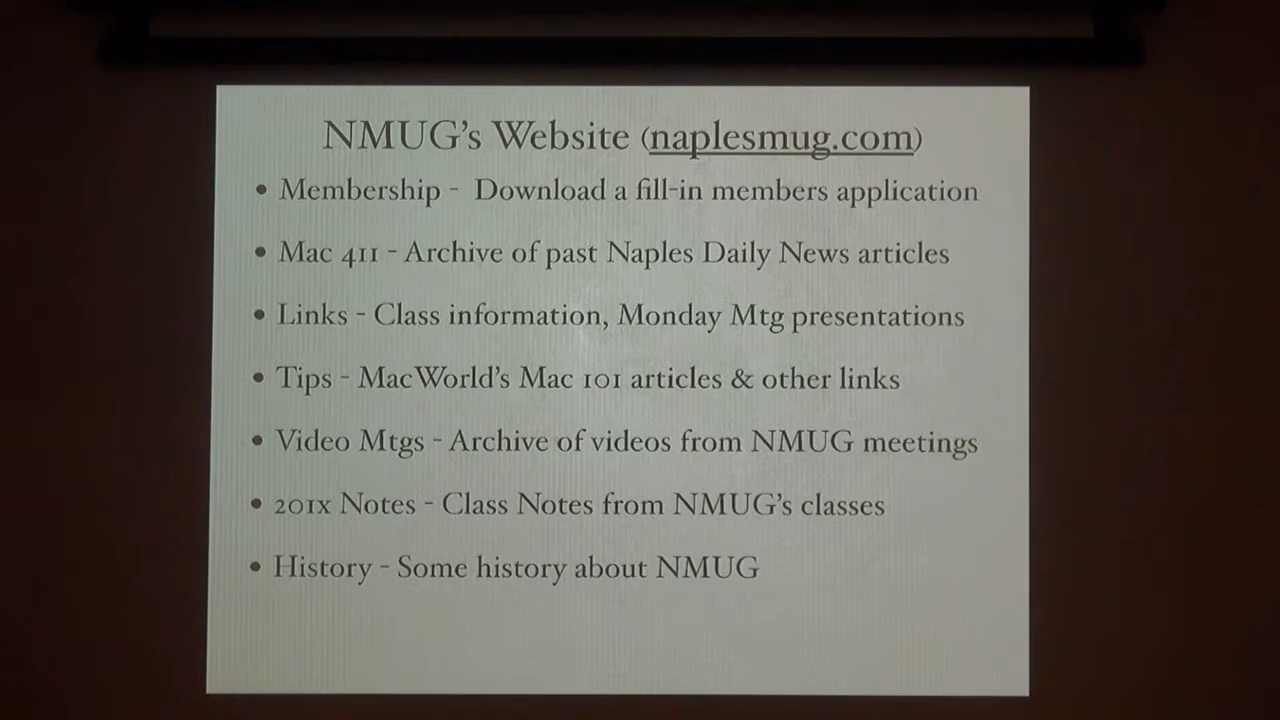 NMUG's Website (naplesmug.com)
• Membership - Download a fill-in members application
• Mac 411 - Archive of past Naples Daily News articles
• Links - Class information, Monday Mtg presentations
• Tips - MacWorld's Mac 101 articles & other links
• Video Mtgs - Archive of videos from NMUG meetings
• 201x Notes - Class Notes from NMUG's classes
• History - Some history about NMUG